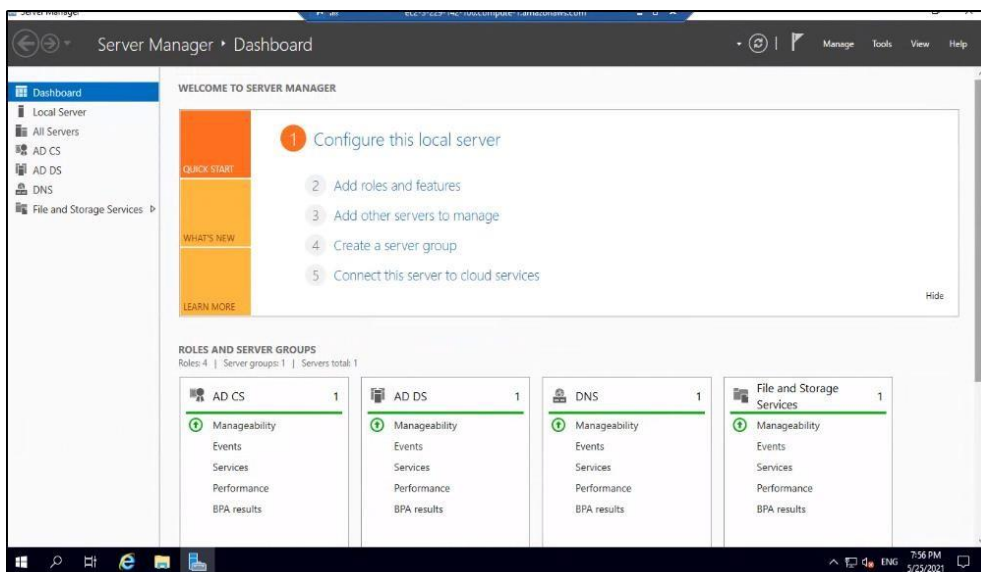 Server Manager
Server Manager • Dashboard
Manage Tools View Help
Dashboard
Local Server
All Servers
AD CS
AD DS
DNS
File and Storage Services
WELCOME TO SERVER MANAGER
QUICK START
WHAT'S NEW
LEARN MORE
1 Configure this local server
2 Add roles and features
3 Add other servers to manage
4 Create a server group
5 Connect this server to cloud services
Hide
ROLES AND SERVER GROUPS
Roles: 4 | Server groups: 1 | Servers total: 1
AD CS 1
Manageability
Events
Services
Performance
BPA results
AD DS 1
Manageability
Events
Services
Performance
BPA results
DNS 1
Manageability
Events
Services
Performance
BPA results
File and Storage
Services 1
Manageability
Events
Services
Performance
BPA results
ENG
7:56 PM
5/25/2021